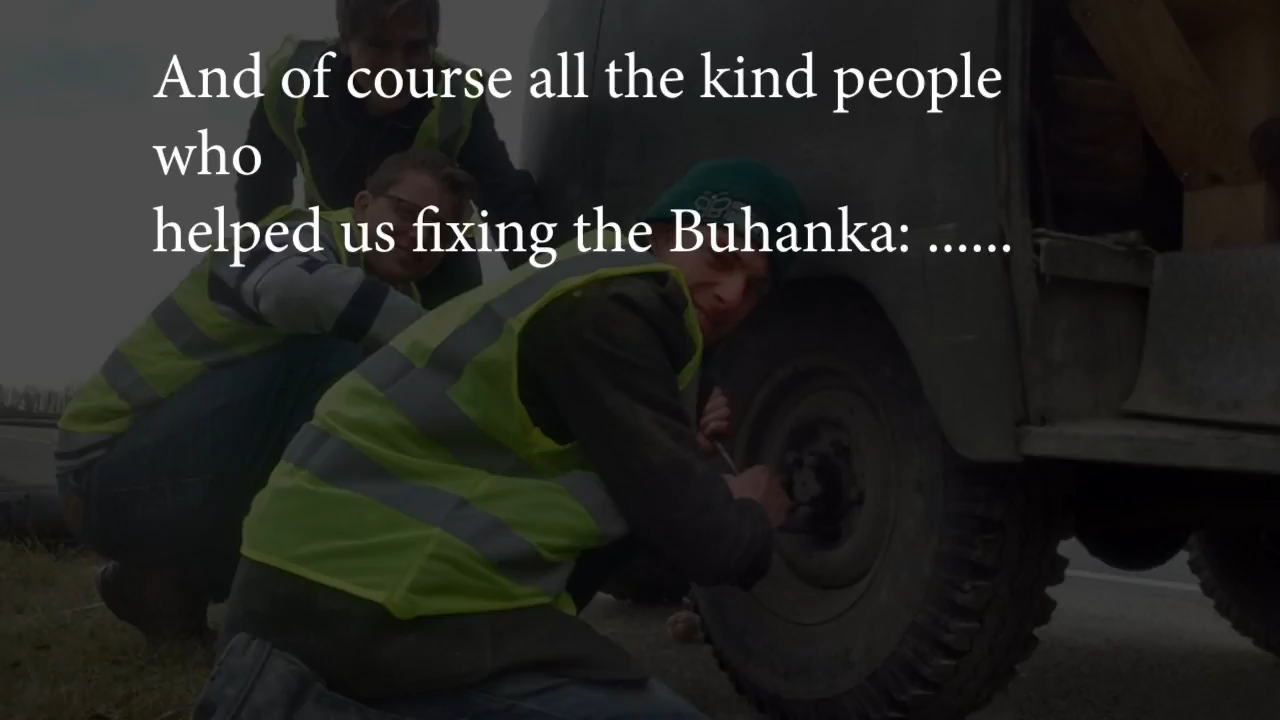 And of course all the kind people
who
helped us fixing the Buhanka: ......